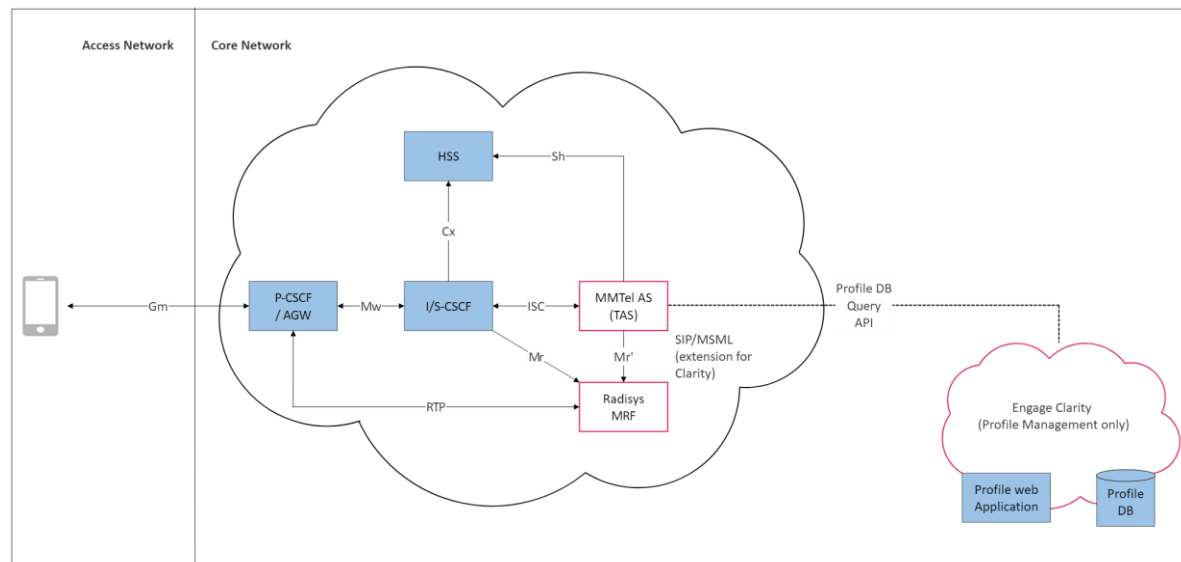 Access Network
Core Network
HSS
Sh
Cx
Gm
P-CSCF
/ AGW
Mw
I/S-CSCF
ISC
MMTel AS
(TAS)
Profile DB
Query
API
Mr
Mr'
SIP/MSML
(extension for
Clarity)
RTP
Radisys
MRF
Engage Clarity
(Profile Management only)
Profile web
Application
Profile
DB